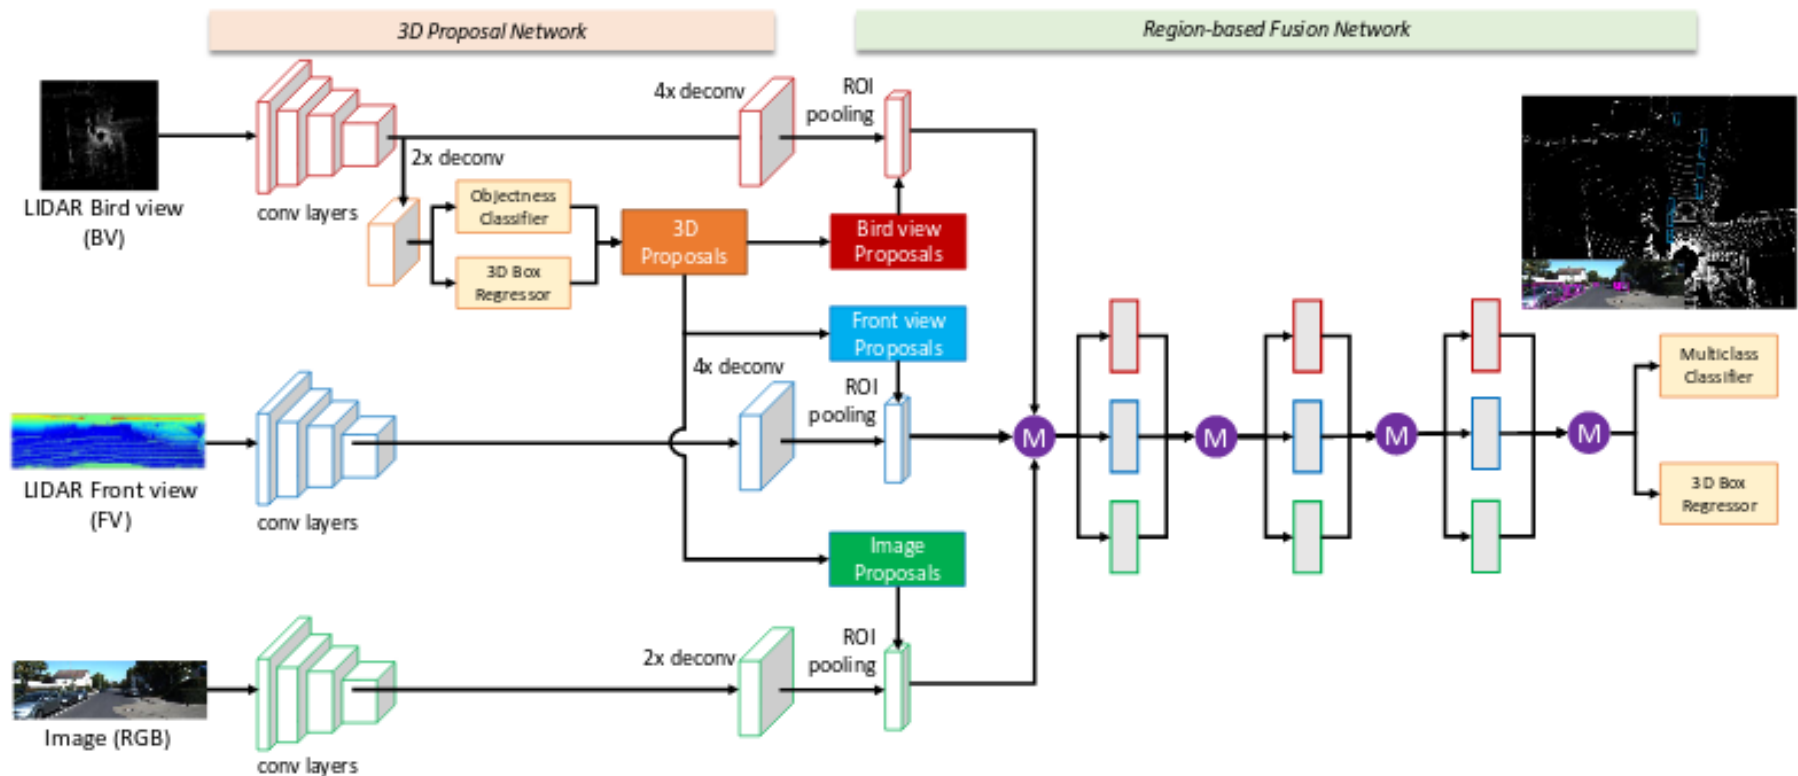 3D Proposal Network
Region-based Fusion Network
4x deconv
ROI
pooling
2x deconv
LIDAR Bird view
(BV)
conv layers
Objectness
Classifier
3D Box
Regressor
3D
Proposals
Bird view
Proposals
Front view
Proposals
4x deconv
ROI
pooling
LIDAR Front view
(FV)
conv layers
M
M
M
M
Multiclass
Classifier
3D Box
Regressor
Image
Proposals
2x deconv
ROI
pooling
Image (RGB)
conv layers